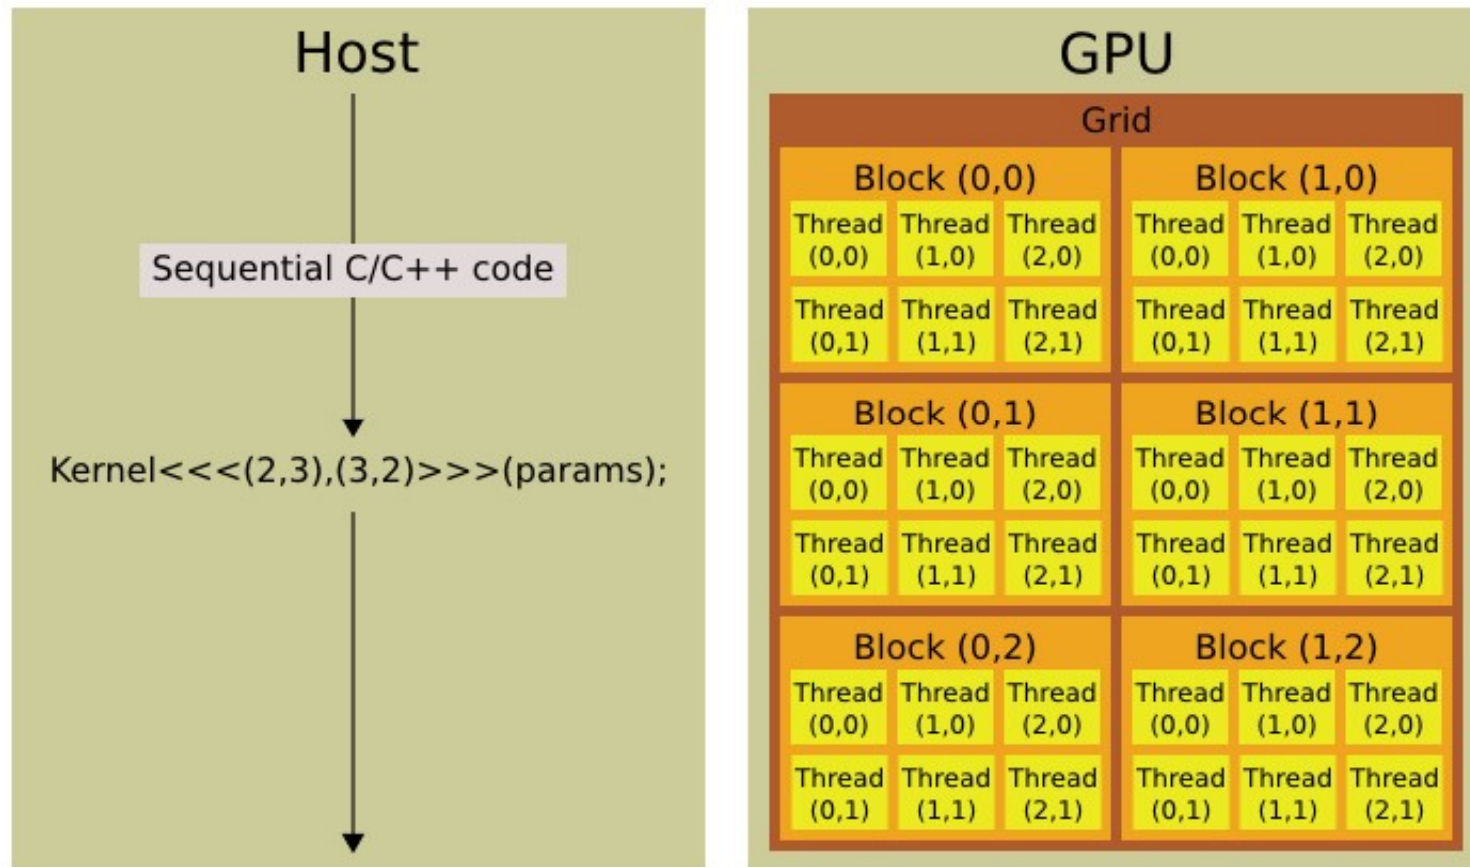 Host
Sequential C/C++ code
Kernel<<<(2,3),(3,2)>>>(params);
GPU
Grid
Block (0,0)
Thread (0,0)
Thread (1,0)
Thread (2,0)
Thread (0,1)
Thread (1,1)
Thread (2,1)
Block (1,0)
Thread (0,0)
Thread (1,0)
Thread (2,0)
Thread (0,1)
Thread (1,1)
Thread (2,1)
Block (0,1)
Thread (0,0)
Thread (1,0)
Thread (2,0)
Thread (0,1)
Thread (1,1)
Thread (2,1)
Block (1,1)
Thread (0,0)
Thread (1,0)
Thread (2,0)
Thread (0,1)
Thread (1,1)
Thread (2,1)
Block (0,2)
Thread (0,0)
Thread (1,0)
Thread (2,0)
Thread (0,1)
Thread (1,1)
Thread (2,1)
Block (1,2)
Thread (0,0)
Thread (1,0)
Thread (2,0)
Thread (0,1)
Thread (1,1)
Thread (2,1)